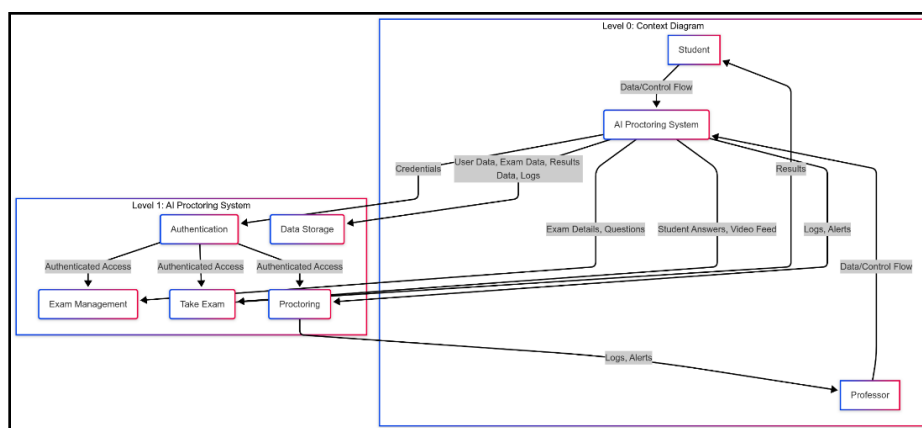 Level 0: Context Diagram
Student
Data/Control Flow
AI Proctoring System
Credentials
User Data, Exam Data, Results
Data, Logs
Results
Level 1: AI Proctoring System
Authentication
Data Storage
Exam Details, Questions
Student Answers, Video Feed
Logs, Alerts
Authenticated Access
Authenticated Access
Authenticated Access
Data/Control Flow
Exam Management
Take Exam
Proctoring
Logs, Alerts
Professor